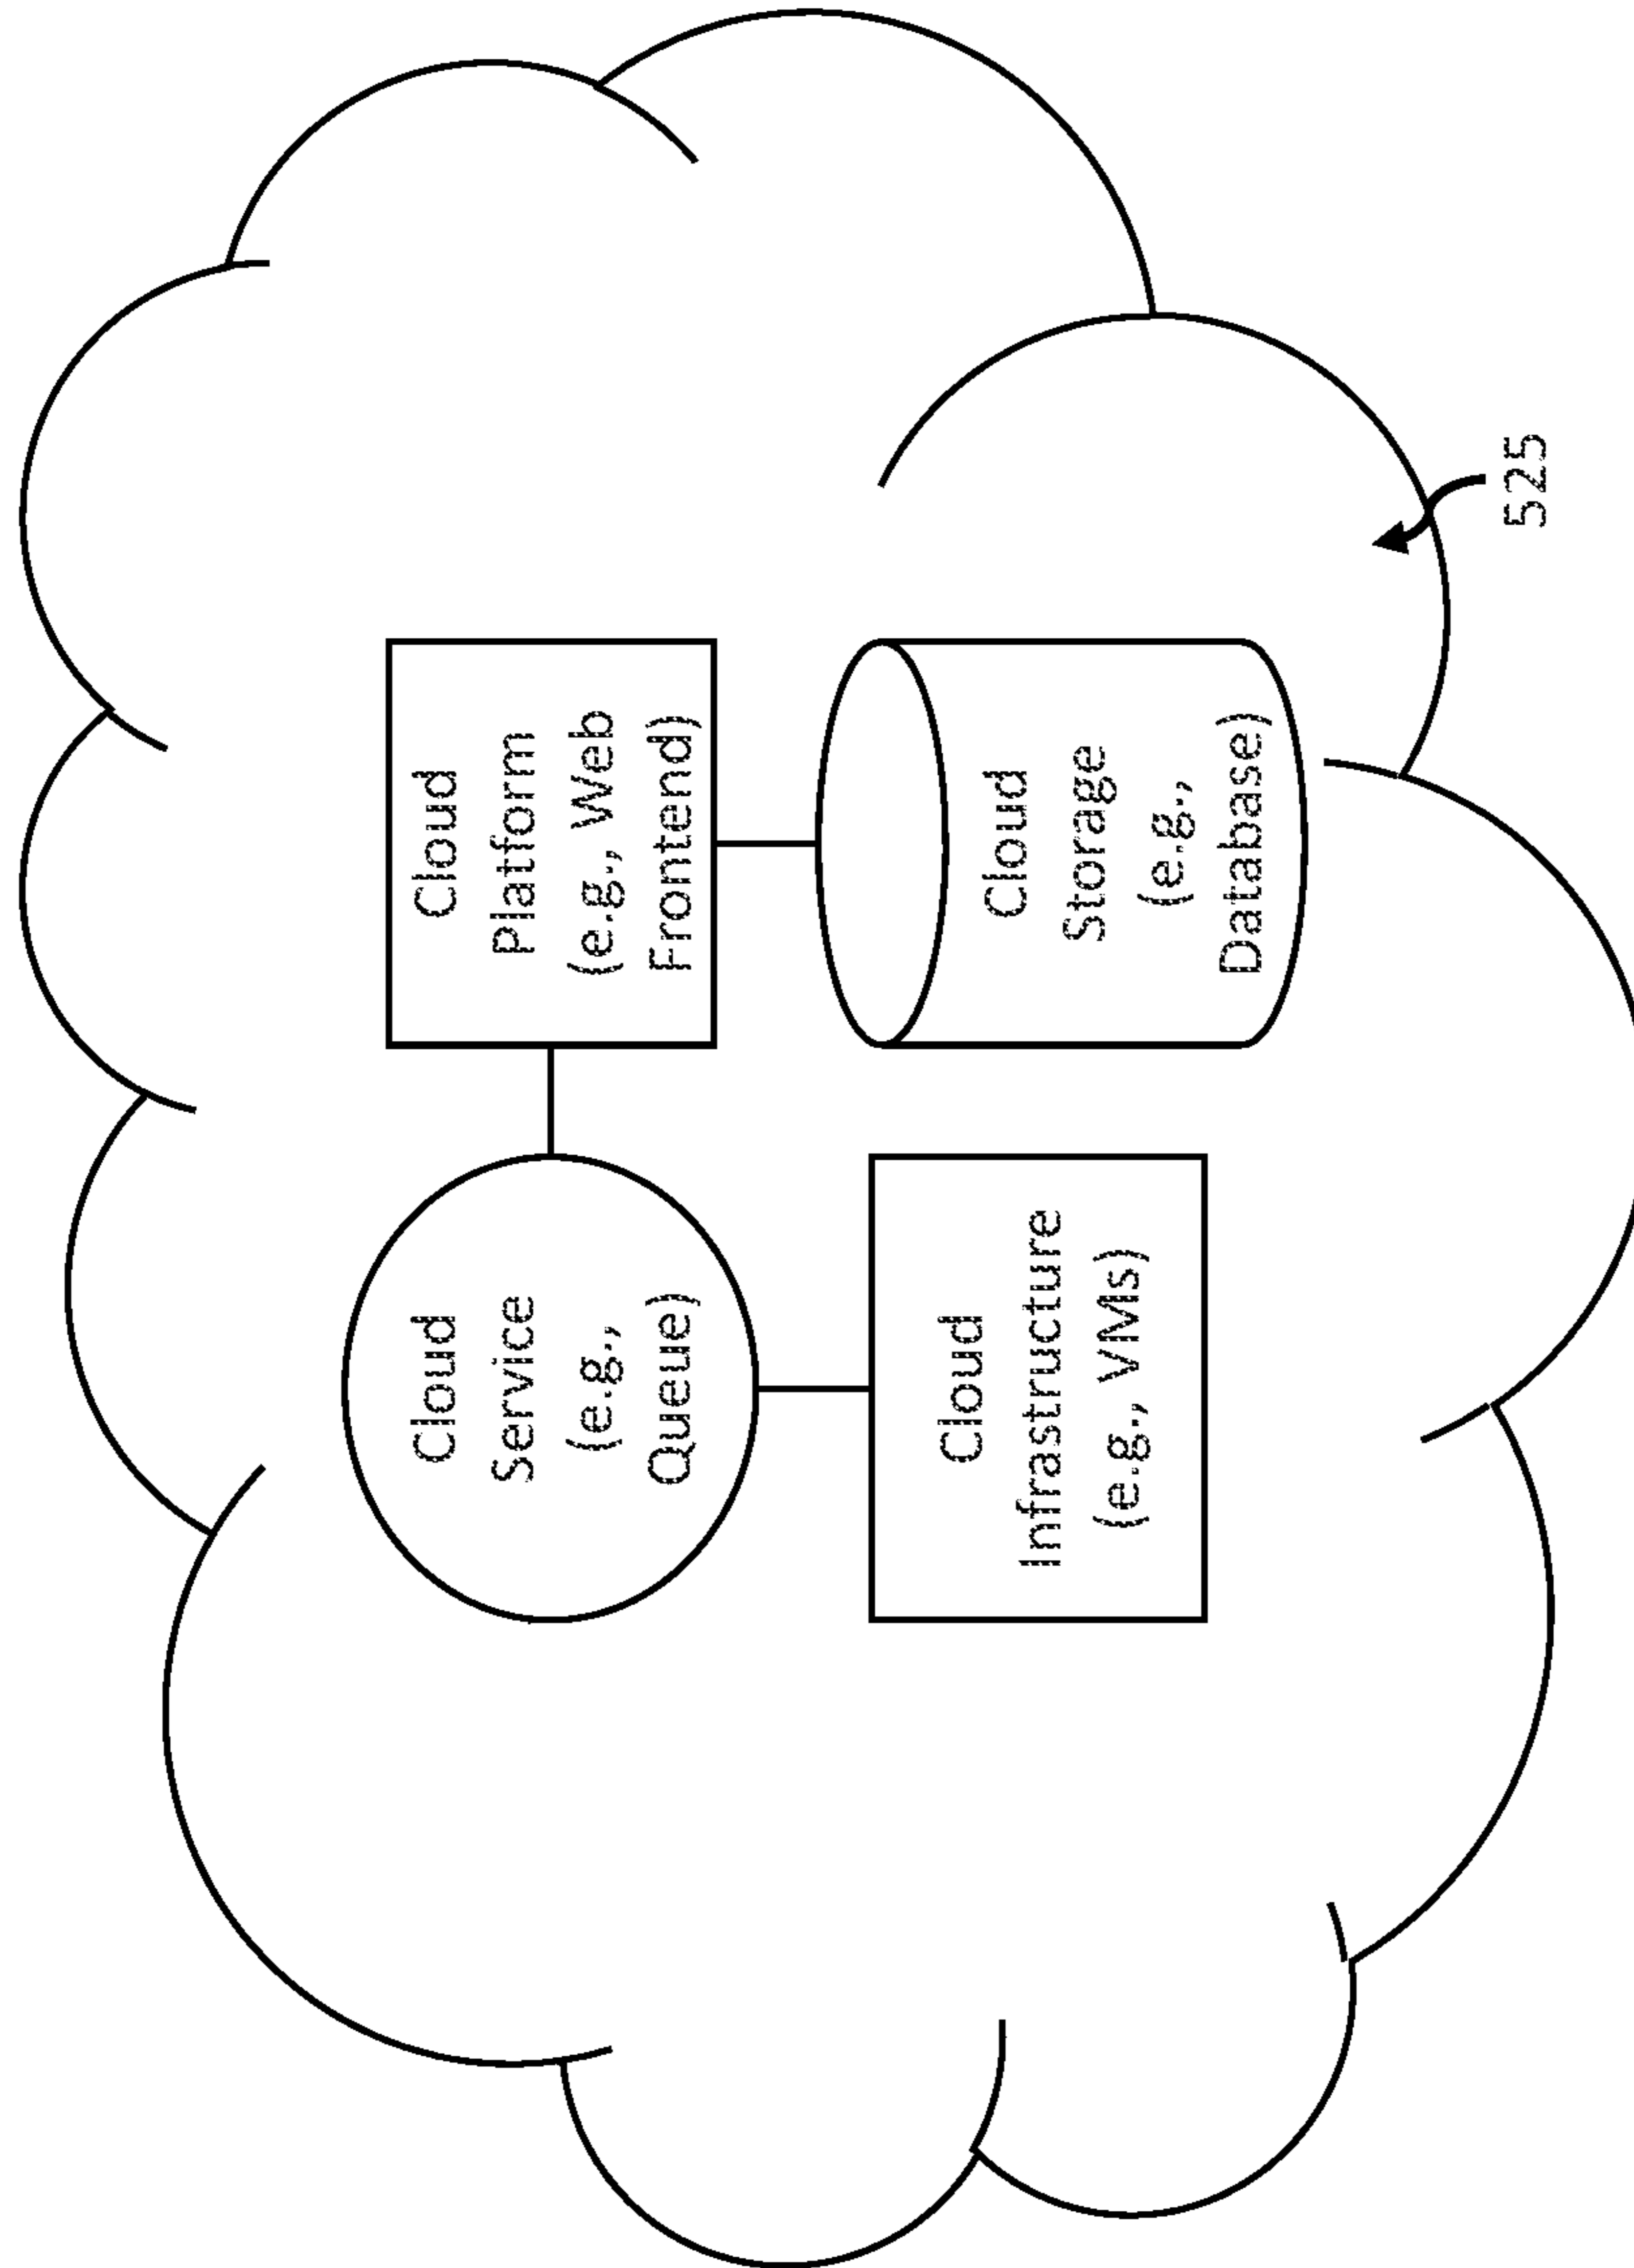 Cloud
Service
(e.g.,
Queue)
Cloud
Platform
(e.g., Web
Frontend)
Cloud
Infrastructure
(e.g., VMs)
Cloud
Storage
(e.g.,
Database)
525